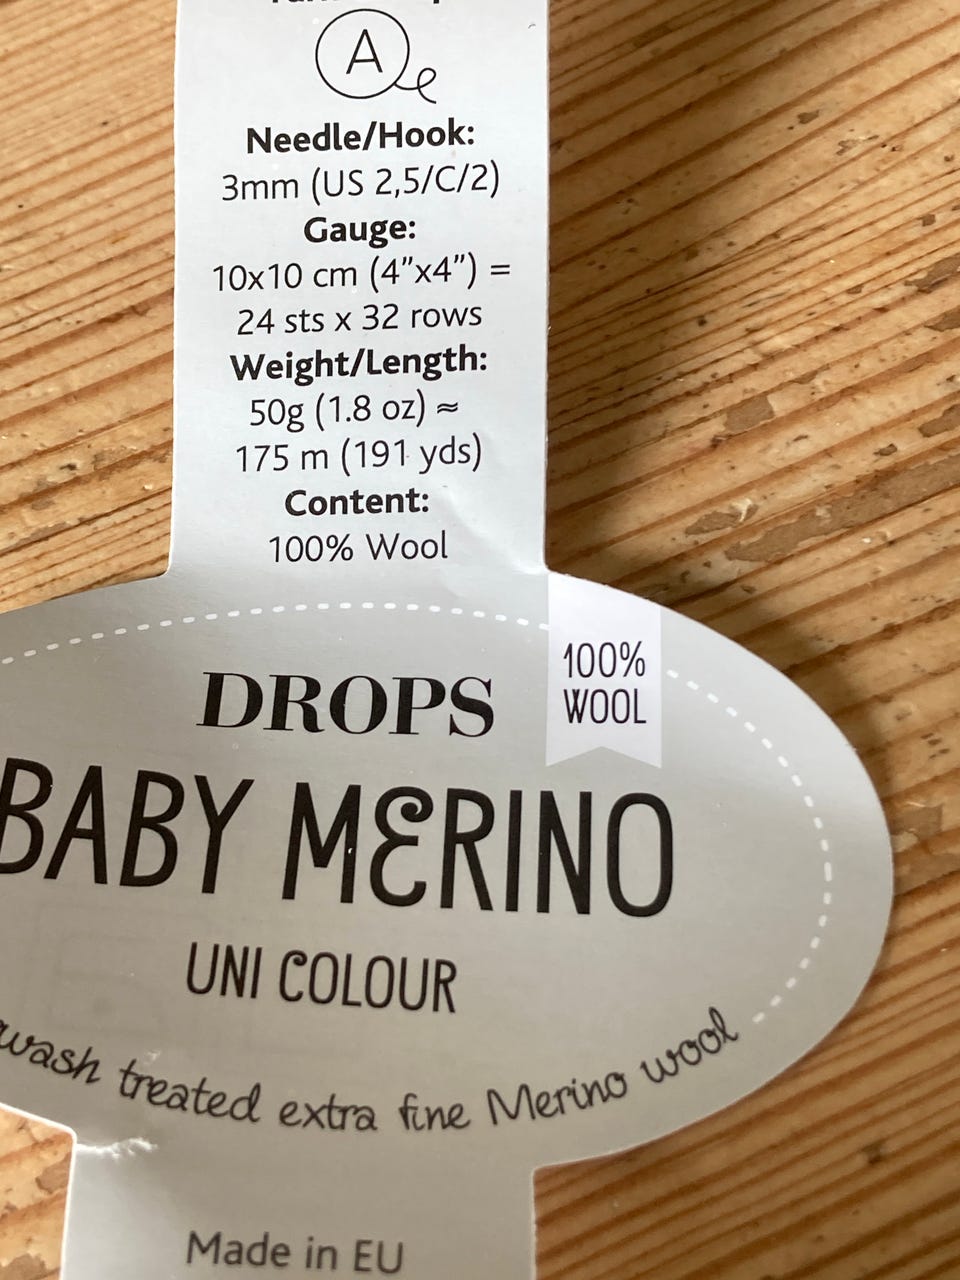 A
Needle/Hook:
3mm (US 2,5/C/2)
Gauge:
10x10 cm (4"x4") =
24 sts x 32 rows
Weight/Length:
50g (1.8 oz) ≈
175 m (191 yds)
Content:
100% Wool
100%
WOOL
DROPS
BABY MERINO
UNI COLOUR
wash treated extra fine Merino wool
Made in EU